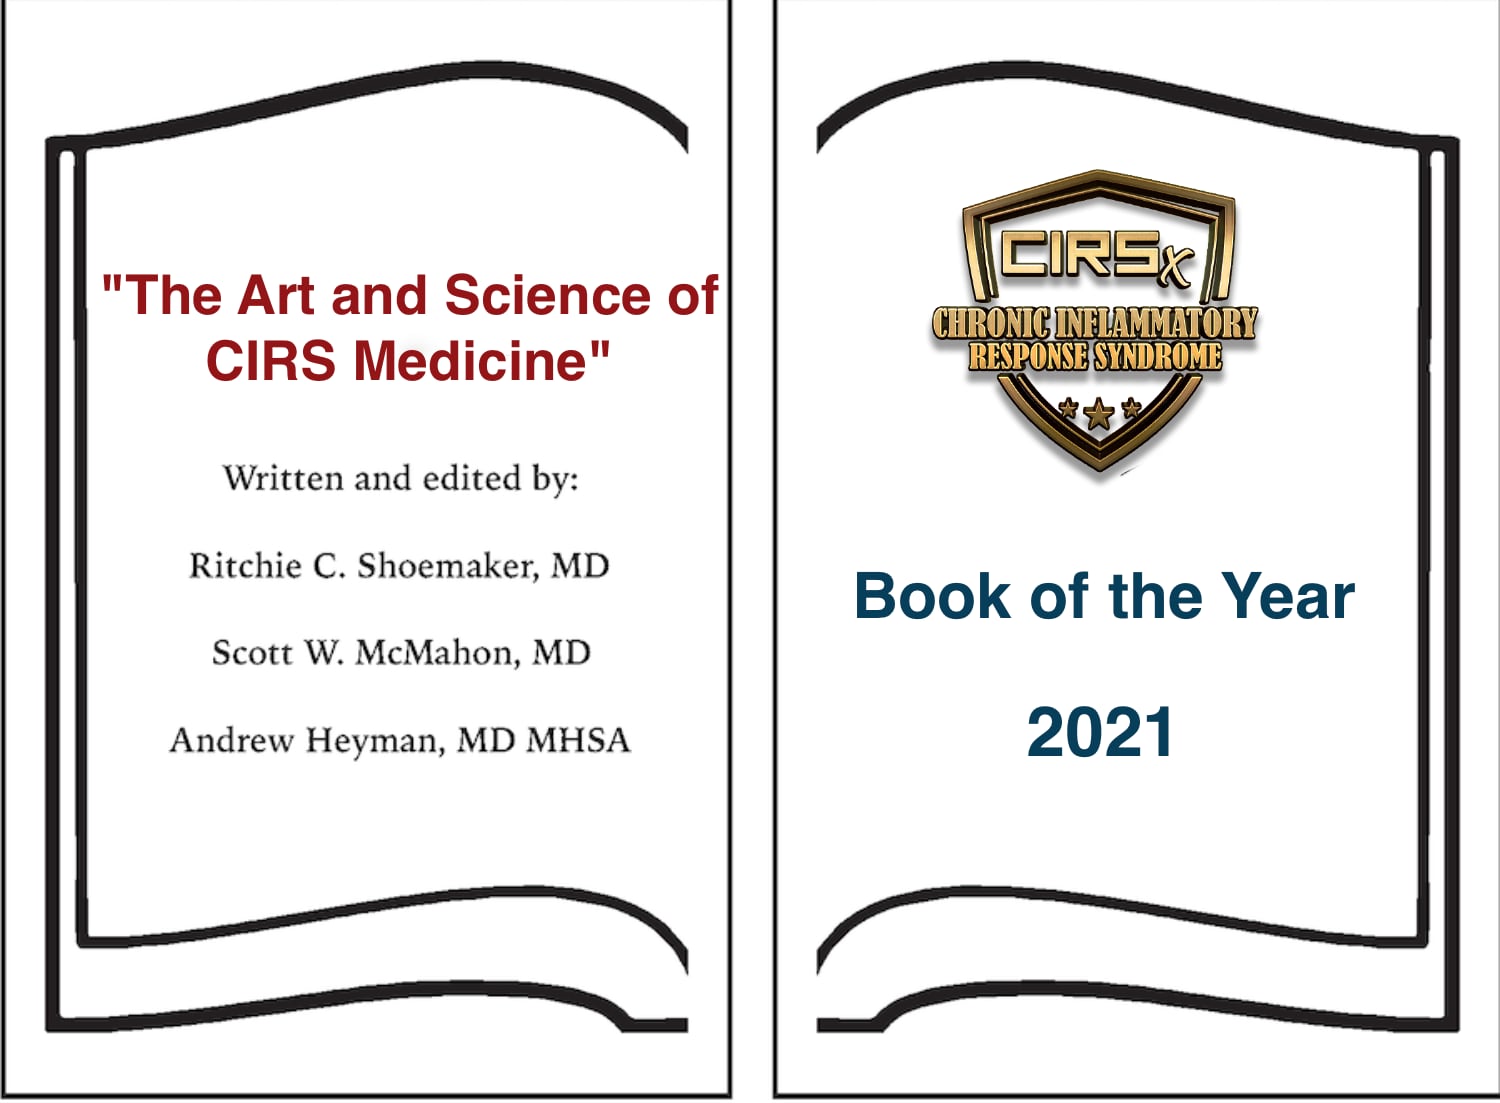 "The Art and Science of
CIRS Medicine"
Written and edited by:
Ritchie C. Shoemaker, MD
Scott W. McMahon, MD
Andrew Heyman, MD MHSA
CIRSx
CHRONIC INFLAMMATORY
RESPONSE SYNDROME
Book of the Year
2021